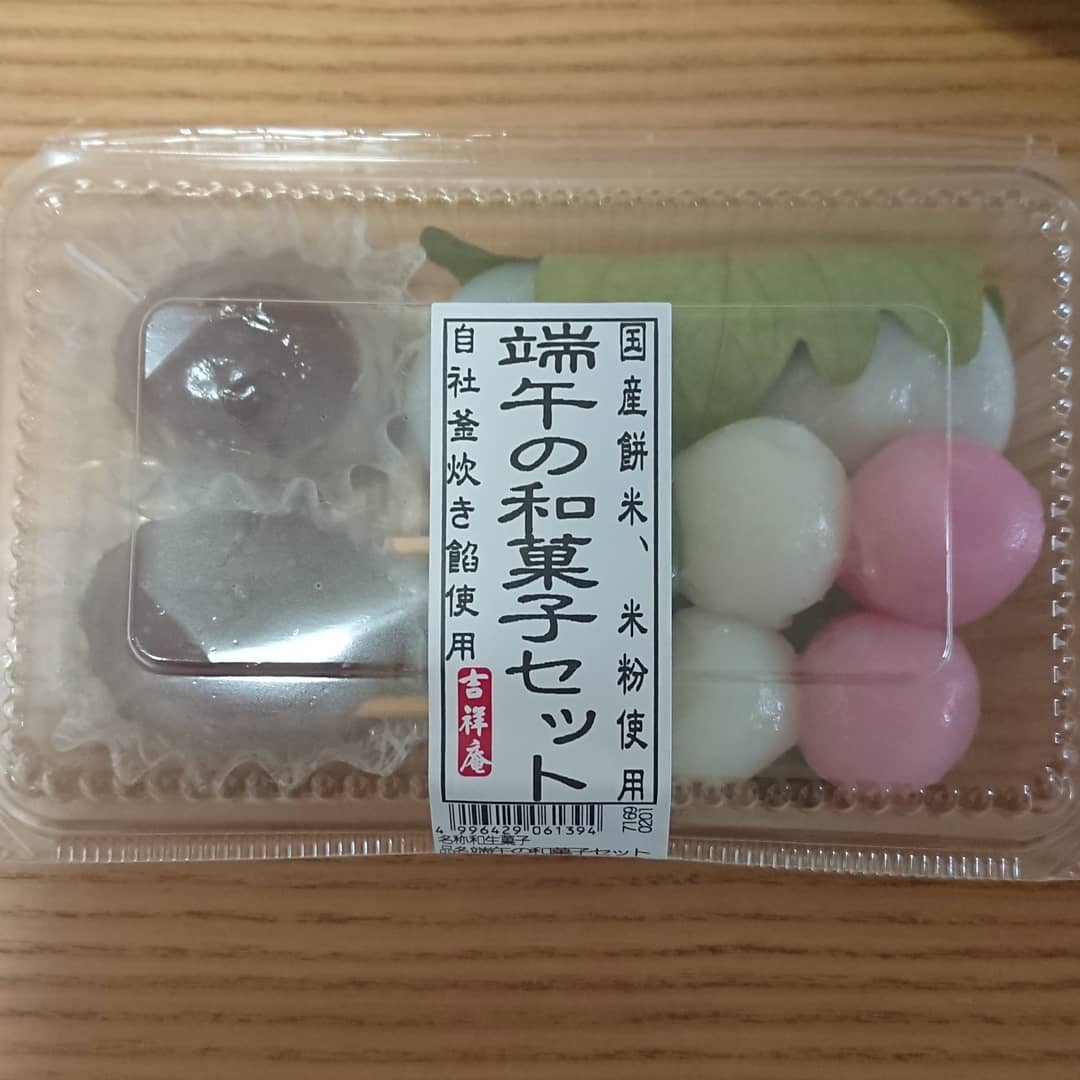 国産餅米、米粉使用
端午の和菓子セット
自社釜炊き餡使用
吉祥庵
4 996429 061394
7169
0201
名称和生菓子
品名端午の和菓子セット